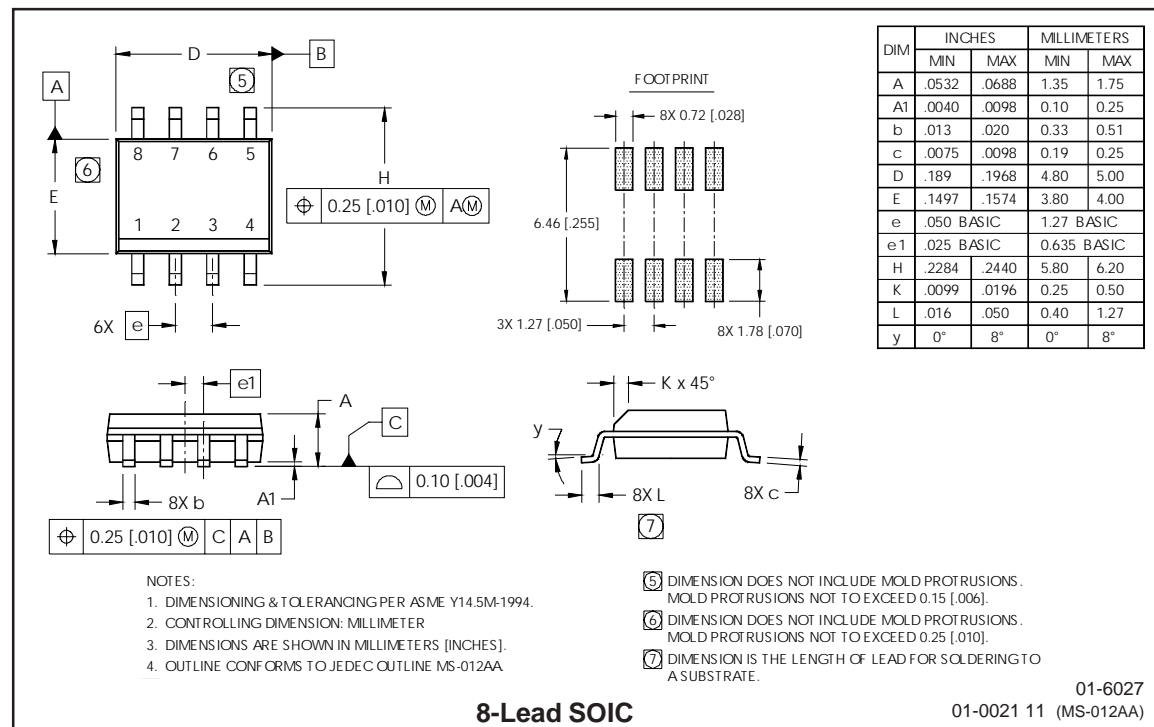 D
B
5
A
8 7 6 5
6
E
H
⌖ 0.25 [.010] Ⓜ A Ⓜ
1 2 3 4
6X e
FOOTPRINT
8X 0.72 [.028]
6.46 [.255]
3X 1.27 [.050]
8X 1.78 [.070]
DIM INCHES MILLIMETERS
MIN MAX MIN MAX
A .0532 .0688 1.35 1.75
A1 .0040 .0098 0.10 0.25
b .013 .020 0.33 0.51
c .0075 .0098 0.19 0.25
D .189 .1968 4.80 5.00
E .1497 .1574 3.80 4.00
e .050 BASIC 1.27 BASIC
e1 .025 BASIC 0.635 BASIC
H .2284 .2440 5.80 6.20
K .0099 .0196 0.25 0.50
L .016 .050 0.40 1.27
y 0° 8° 0° 8°
e1
A
C
0.10 [.004]
8X b
A1
⌖ 0.25 [.010] Ⓜ C A B
K x 45°
y
8X L
8X c
7
NOTES:
1. DIMENSIONING & TOLERANCING PER ASME Y14.5M-1994.
2. CONTROLLING DIMENSION: MILLIMETER
3. DIMENSIONS ARE SHOWN IN MILLIMETERS [INCHES].
4. OUTLINE CONFORMS TO JEDEC OUTLINE MS-012AA.
5 DIMENSION DOES NOT INCLUDE MOLD PROTRUSIONS.
MOLD PROTRUSIONS NOT TO EXCEED 0.15 [.006].
6 DIMENSION DOES NOT INCLUDE MOLD PROTRUSIONS.
MOLD PROTRUSIONS NOT TO EXCEED 0.25 [.010].
7 DIMENSION IS THE LENGTH OF LEAD FOR SOLDERING TO
A SUBSTRATE.
8-Lead SOIC
01-6027
01-0021 11 (MS-012AA)